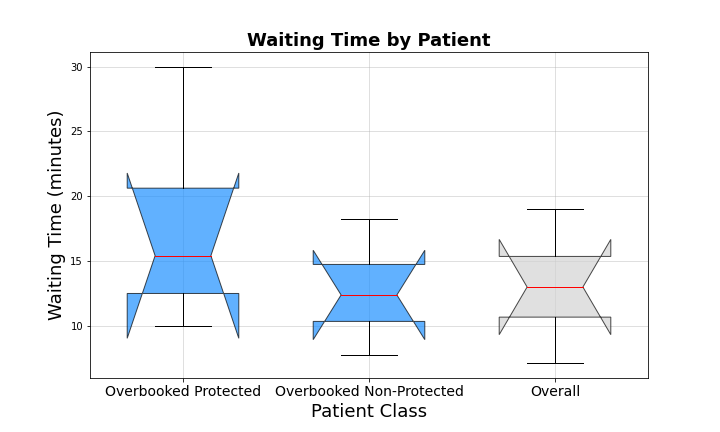 Waiting Time by Patient
Waiting Time (minutes)
30
25
20
15
10
Overbooked Protected
Overbooked Non-Protected
Overall
Patient Class